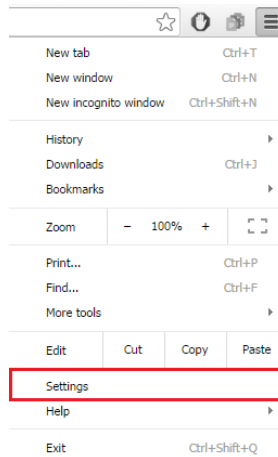 New tab Ctrl+T
New window Ctrl+N
New incognito window Ctrl+Shift+N
History
Downloads Ctrl+J
Bookmarks
Zoom − 100% +
Print... Ctrl+P
Find... Ctrl+F
More tools
Edit Cut Copy Paste
Settings
Help
Exit Ctrl+Shift+Q